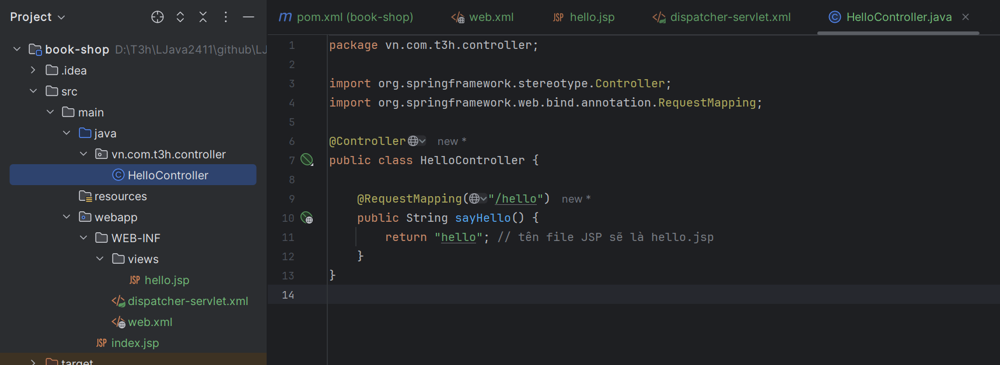 Project
book-shop D:\T3h\LJava2411\github\LJ
.idea
src
main
java
vn.com.t3h.controller
HelloController
resources
webapp
WEB-INF
views
JSP hello.jsp
dispatcher-servlet.xml
web.xml
JSP index.jsp
target
m pom.xml (book-shop) web.xml JSP hello.jsp dispatcher-servlet.xml HelloController.java
1 package vn.com.t3h.controller;
2
3 import org.springframework.stereotype.Controller;
4 import org.springframework.web.bind.annotation.RequestMapping;
5
6 @Controller new *
7 public class HelloController {
8
9 @RequestMapping("/hello") new *
10 public String sayHello() {
11 return "hello"; // tên file JSP sẽ là hello.jsp
12 }
13 }
14